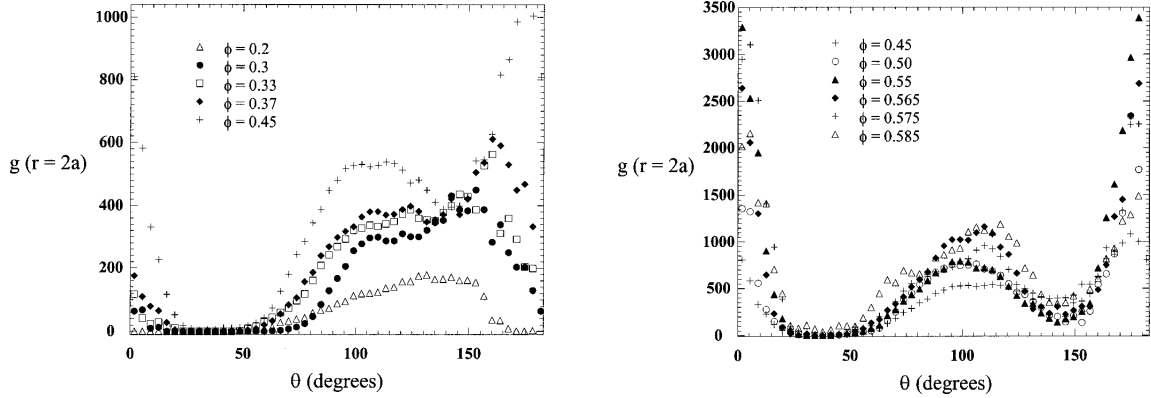 1000
800
600
400
200
0
g (r = 2a)
ϕ = 0.2
ϕ = 0.3
ϕ = 0.33
ϕ = 0.37
ϕ = 0.45
0 50 100 150
θ (degrees)
3500
3000
2500
2000
1500
1000
500
0
g (r = 2a)
ϕ = 0.45
ϕ = 0.50
ϕ = 0.55
ϕ = 0.565
ϕ = 0.575
ϕ = 0.585
0 50 100 150
θ (degrees)